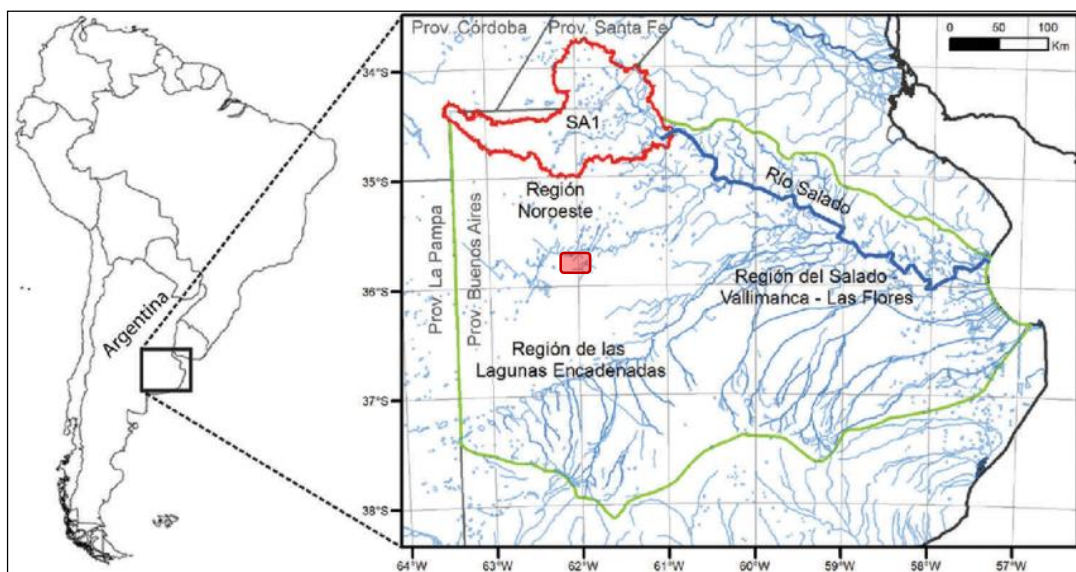 Argentina
Prov. Córdoba
Prov. Santa Fe
0 50 100
Km
34°S
35°S
36°S
37°S
38°S
SA1
Región
Noroeste
Río Salado
Prov. La Pampa
Prov. Buenos Aires
Región del Salado
Vallimanca - Las Flores
Región de las
Lagunas Encadenadas
64°W 63°W 62°W 61°W 60°W 59°W 58°W 57°W